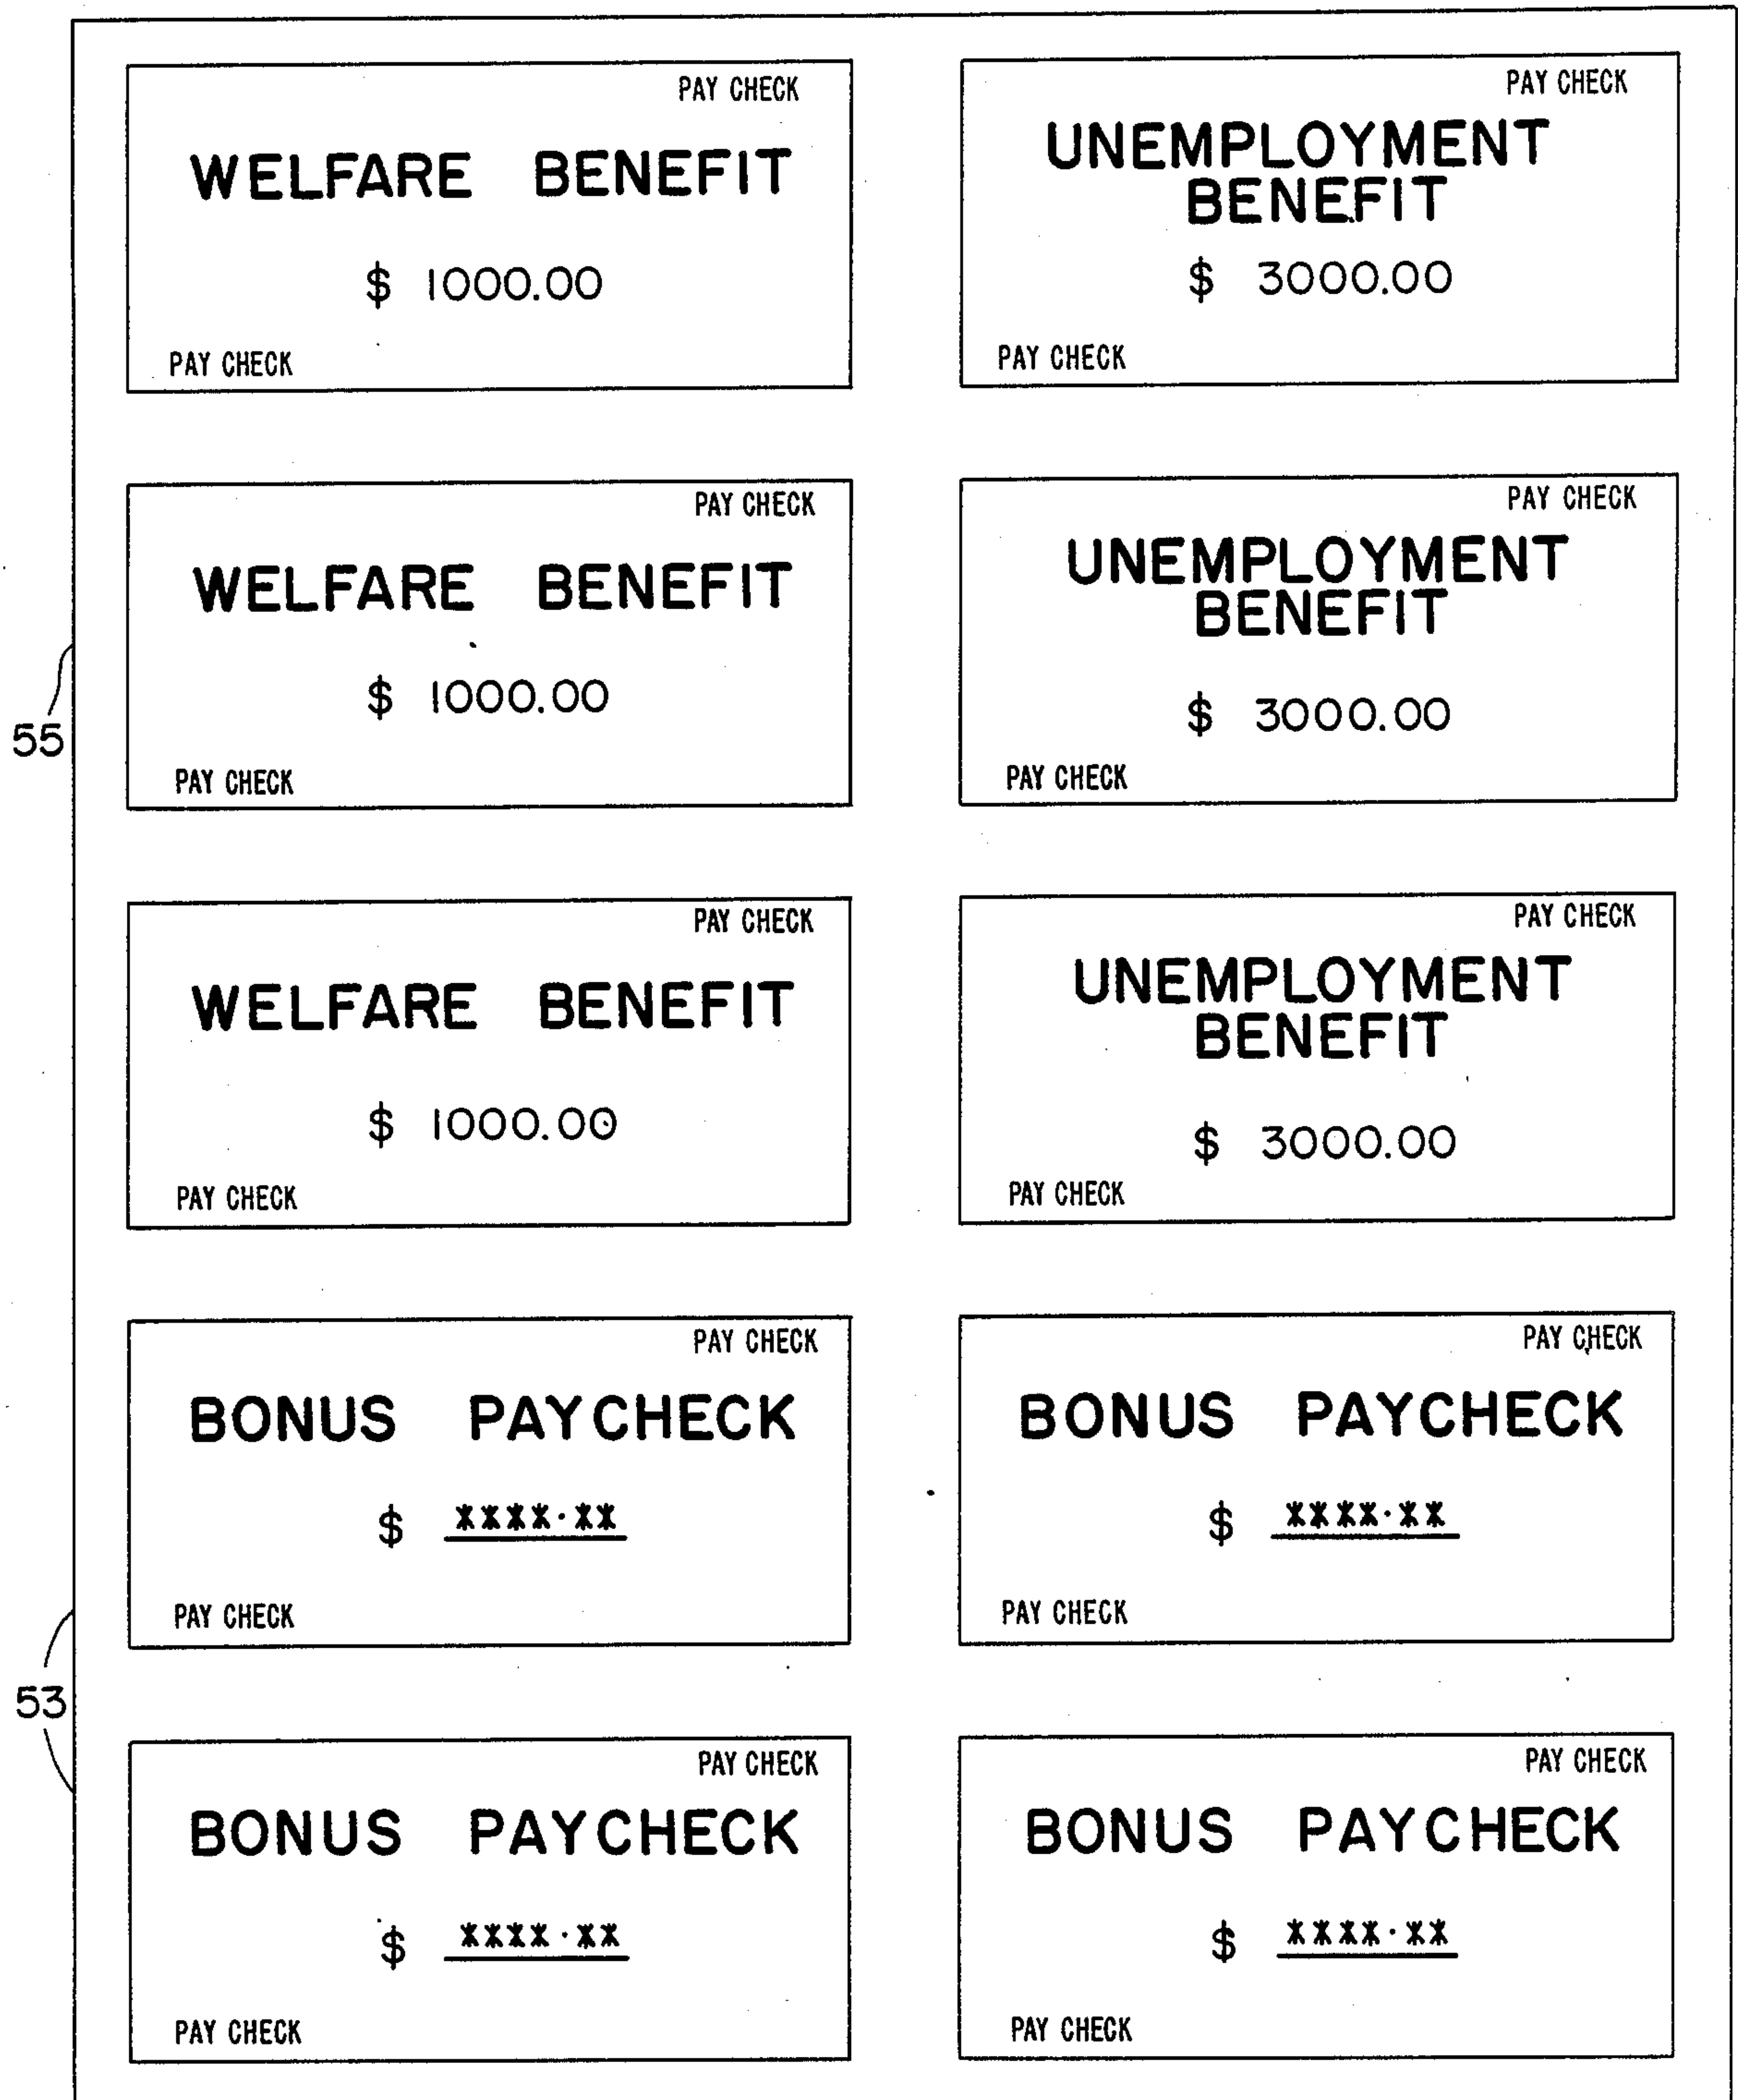 PAY CHECK
WELFARE BENEFIT
$ 1000.00
PAY CHECK
PAY CHECK
UNEMPLOYMENT
BENEFIT
$ 3000.00
PAY CHECK
PAY CHECK
WELFARE BENEFIT
$ 1000.00
PAY CHECK
PAY CHECK
UNEMPLOYMENT
BENEFIT
$ 3000.00
PAY CHECK
55
PAY CHECK
WELFARE BENEFIT
$ 1000.00
PAY CHECK
PAY CHECK
UNEMPLOYMENT
BENEFIT
$ 3000.00
PAY CHECK
PAY CHECK
BONUS PAYCHECK
$ ****.**
PAY CHECK
PAY CHECK
BONUS PAYCHECK
$ ****.**
PAY CHECK
53
PAY CHECK
BONUS PAYCHECK
$ ****.**
PAY CHECK
PAY CHECK
BONUS PAYCHECK
$ ****.**
PAY CHECK